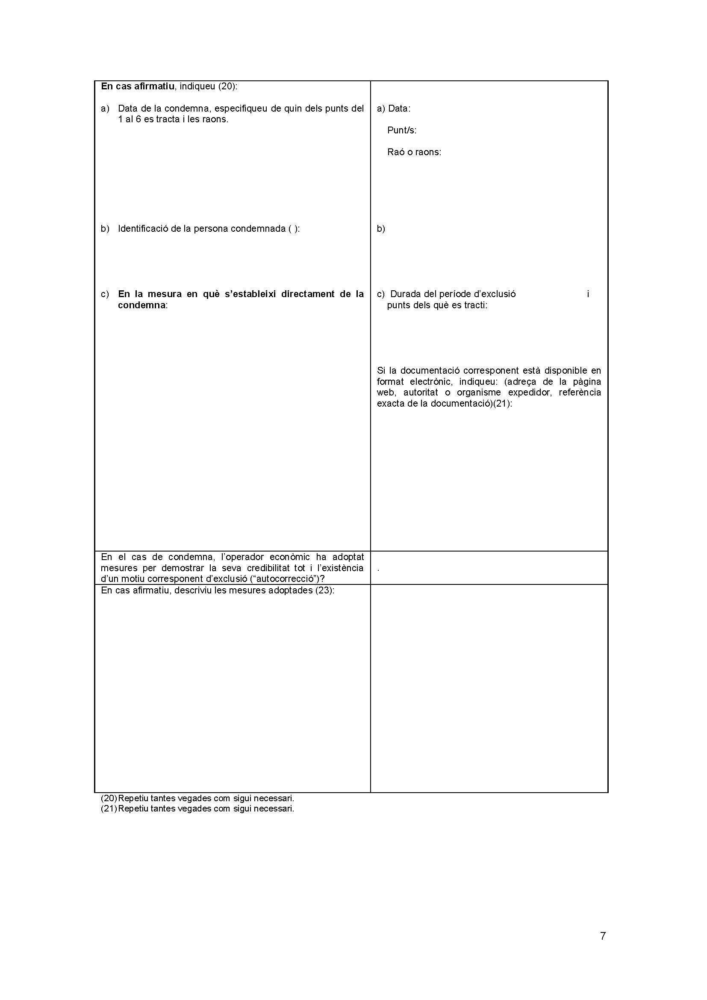 En cas afirmatiu, indiqueu (20):
a) Data de la condemna, especifiqueu de quin dels punts del
1 al 6 es tracta i les raons.
a) Data:
Punt/s:
Raó o raons:
b) Identificació de la persona condemnada ( ):
b)
c) En la mesura en què s’estableixi directament de la
condemna:
c) Durada del període d’exclusió i
punts dels què es tracti:
Si la documentació corresponent està disponible en
format electrònic, indiqueu: (adreça de la pàgina
web, autoritat o organisme expedidor, referència
exacta de la documentació)(21):
En el cas de condemna, l’operador econòmic ha adoptat
mesures per demostrar la seva credibilitat tot i l’existència
d’un motiu corresponent d’exclusió (“autocorrecció”)?
.
En cas afirmatiu, descriviu les mesures adoptades (23):
(20) Repetiu tantes vegades com sigui necessari.
(21) Repetiu tantes vegades com sigui necessari.
7